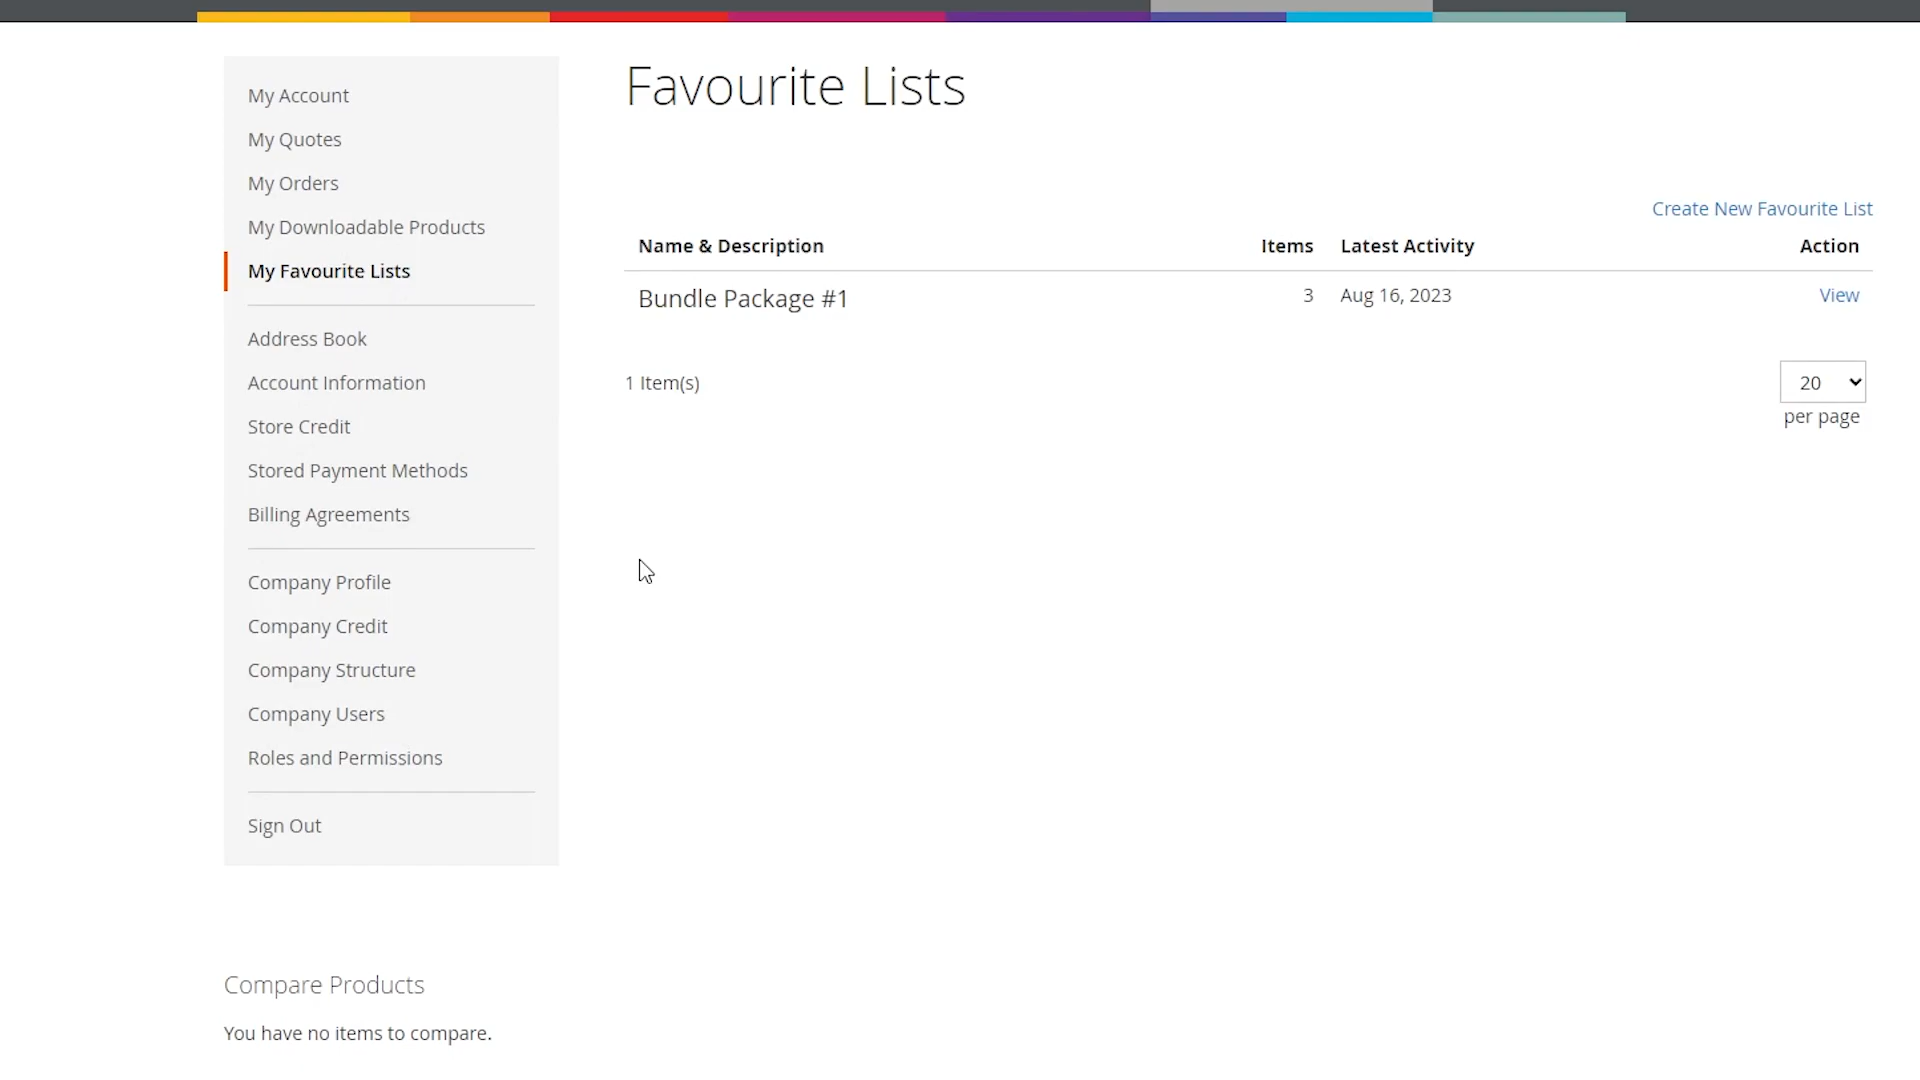 My Account
My Quotes
My Orders
My Downloadable Products
My Favourite Lists
Address Book
Account Information
Store Credit
Stored Payment Methods
Billing Agreements
Company Profile
Company Credit
Company Structure
Company Users
Roles and Permissions
Sign Out
Compare Products
You have no items to compare.
Favourite Lists
Create New Favourite List
Name & Description Items Latest Activity Action
Bundle Package #1 3 Aug 16, 2023 View
1 Item(s)
20
per page